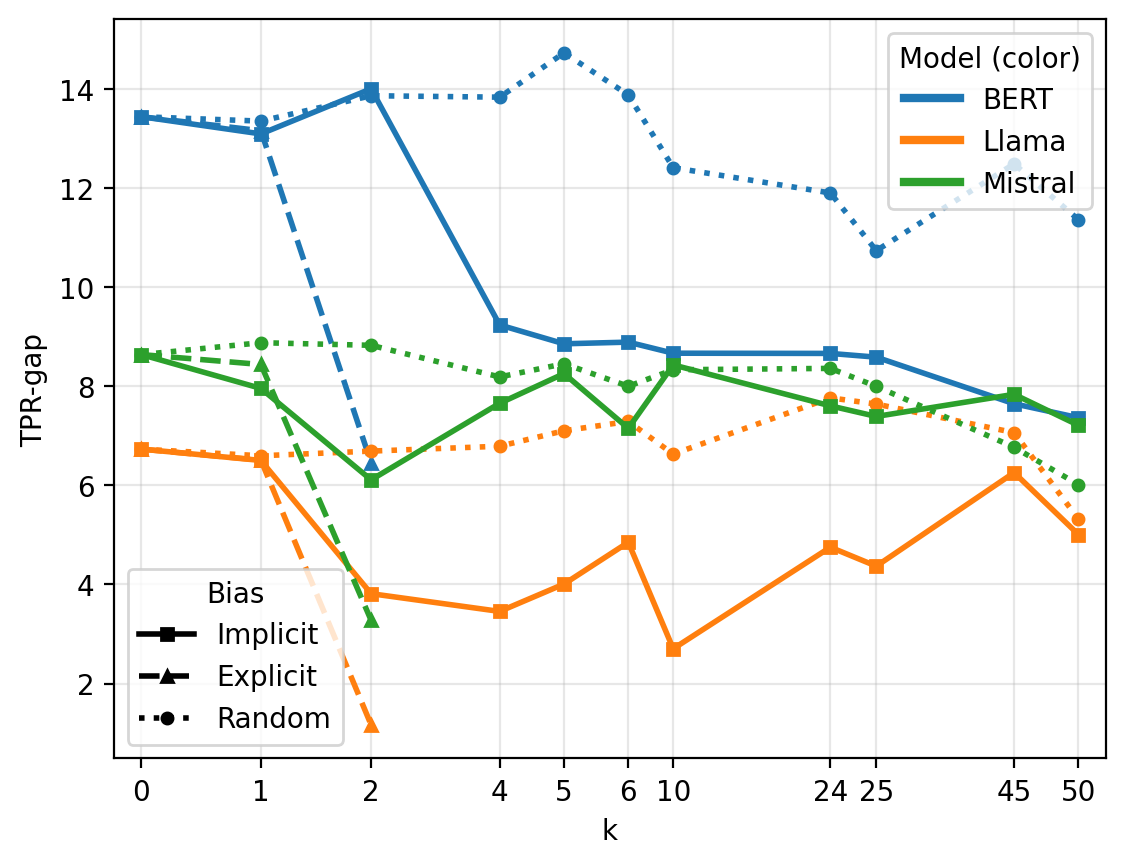 Model (color)
BERT
Llama
Mistral
TPR-gap
14
12
10
8
6
4
2
Bias
Implicit
Explicit
Random
0 1 2 4 5 6 10 24 25 45 50
k